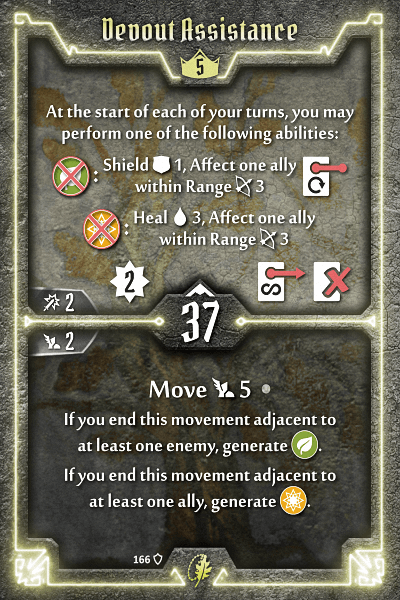 Devout Assistance
5
At the start of each of your turns, you may
perform one of the following abilities:
: Shield 1, Affect one ally
within Range 3
: Heal 3, Affect one ally
within Range 3
2
2
37
2
Move 5
If you end this movement adjacent to
at least one enemy, generate .
If you end this movement adjacent to
at least one ally, generate .
166